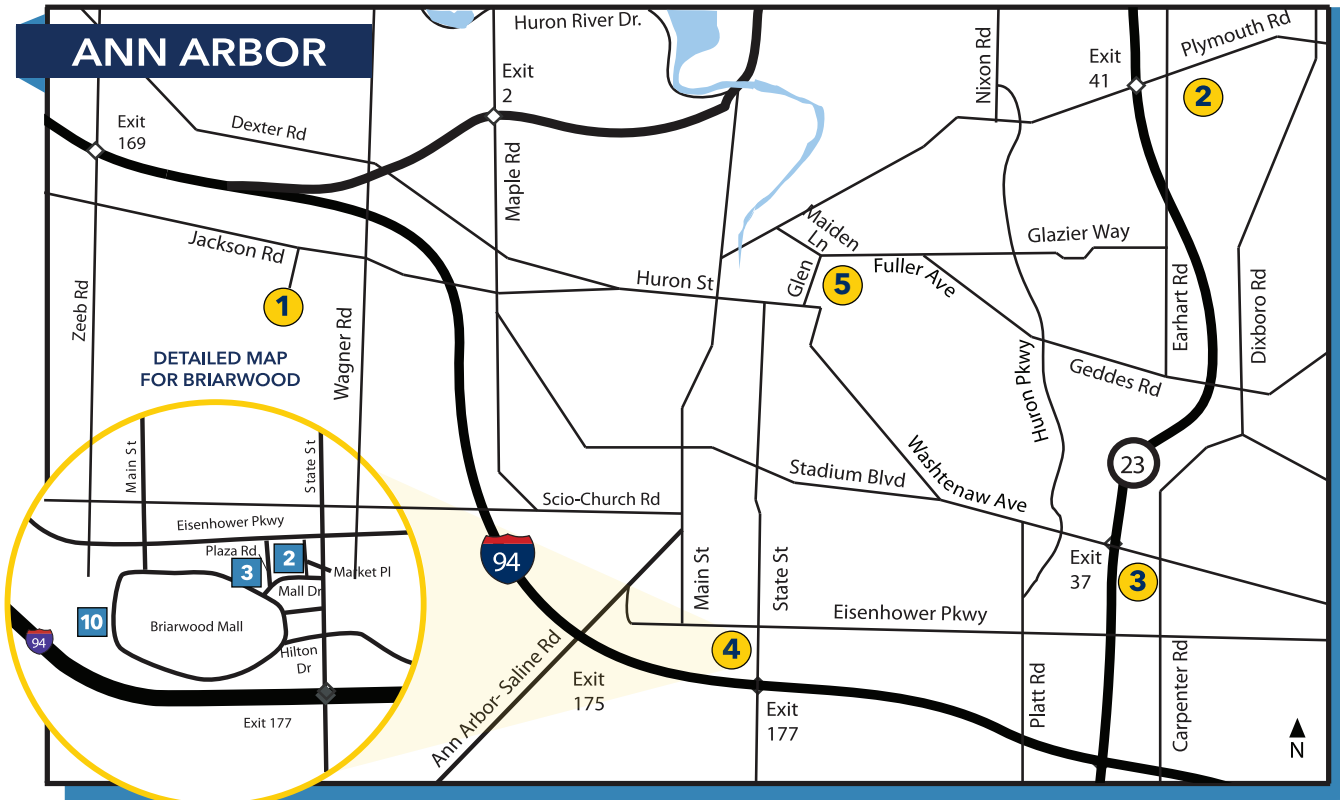 ANN ARBOR
Huron River Dr.
Exit
2
Exit
169
Dexter Rd
Maple Rd
Nixon Rd
Exit
41
Plymouth Rd
2
Jackson Rd
1
Zeeb Rd
Wagner Rd
Huron St
Maiden
Ln
Glen
5
Fuller Ave
Glazier Way
Earhart Rd
Dixboro Rd
Huron Pkwy
Geddes Rd
23
Stadium Blvd
Washtenaw Ave
Scio-Church Rd
94
Main St
State St
Exit
37
3
Eisenhower Pkwy
4
Ann Arbor- Saline Rd
Exit
175
Exit
177
Platt Rd
Carpenter Rd
N
DETAILED MAP
FOR BRIARWOOD
Main St
State St
Eisenhower Pkwy
Plaza Rd
3
2
Market Pl
Mall Dr
10
Briarwood Mall
94
Hilton
Dr
Exit 177